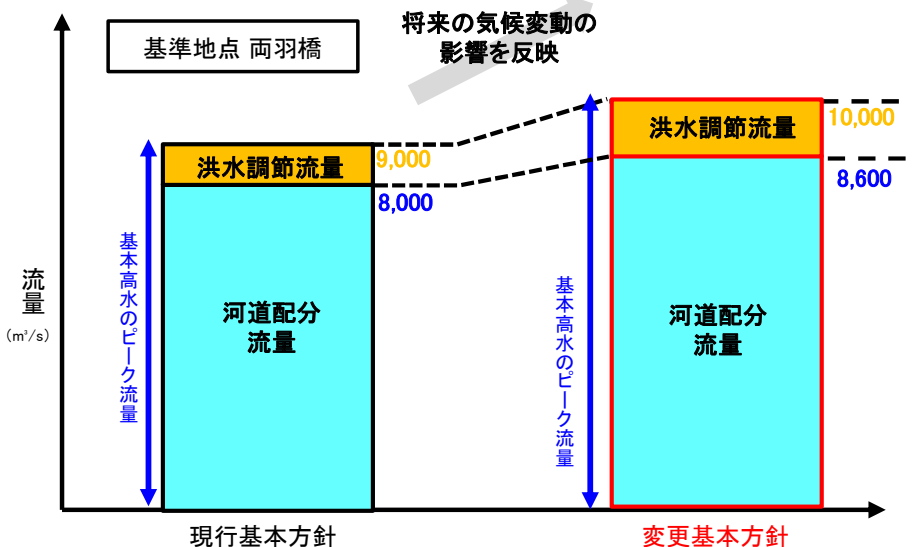 将来の気候変動の
影響を反映
基準地点 両羽橋
洪水調節流量
9,000
8,000
洪水調節流量
10,000
8,600
流量
(m³/s)
基本高水のピーク流量
河道配分
流量
基本高水のピーク流量
河道配分
流量
現行基本方針
変更基本方針